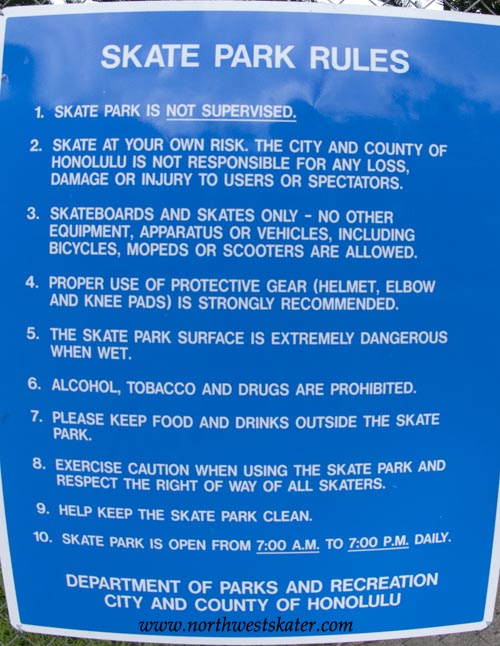 SKATE PARK RULES
1. SKATE PARK IS NOT SUPERVISED.
2. SKATE AT YOUR OWN RISK. THE CITY AND COUNTY OF
HONOLULU IS NOT RESPONSIBLE FOR ANY LOSS,
DAMAGE OR INJURY TO USERS OR SPECTATORS.
3. SKATEBOARDS AND SKATES ONLY - NO OTHER
EQUIPMENT, APPARATUS OR VEHICLES, INCLUDING
BICYCLES, MOPEDS OR SCOOTERS ARE ALLOWED.
4. PROPER USE OF PROTECTIVE GEAR (HELMET, ELBOW
AND KNEE PADS) IS STRONGLY RECOMMENDED.
5. THE SKATE PARK SURFACE IS EXTREMELY DANGEROUS
WHEN WET.
6. ALCOHOL, TOBACCO AND DRUGS ARE PROHIBITED.
7. PLEASE KEEP FOOD AND DRINKS OUTSIDE THE SKATE
PARK.
8. EXERCISE CAUTION WHEN USING THE SKATE PARK AND
RESPECT THE RIGHT OF WAY OF ALL SKATERS.
9. HELP KEEP THE SKATE PARK CLEAN.
10. SKATE PARK IS OPEN FROM 7:00 A.M. TO 7:00 P.M. DAILY.
DEPARTMENT OF PARKS AND RECREATION
CITY AND COUNTY OF HONOLULU
www.northwestskater.com